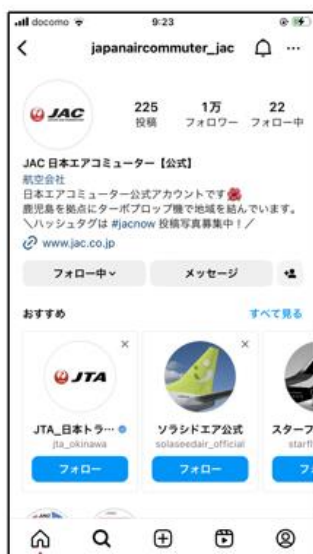 docomo 9:23
japanaircommuter_jac
JAC
225 1万 22
投稿 フォロワー フォロー中
JAC 日本エアコミューター【公式】
航空会社
日本エアコミューター公式アカウントです🌺
鹿児島を拠点にターボプロップ機で地域を結んでいます。
＼ハッシュタグは #jacnow 投稿写真募集中！／
www.jac.co.jp
フォロー中 メッセージ
おすすめ すべて見る
JTA
JTA_日本トラ… ソラシドエア公式 スターフ
jta_okinawa solaseedair_official starfl
フォロー フォロー フ